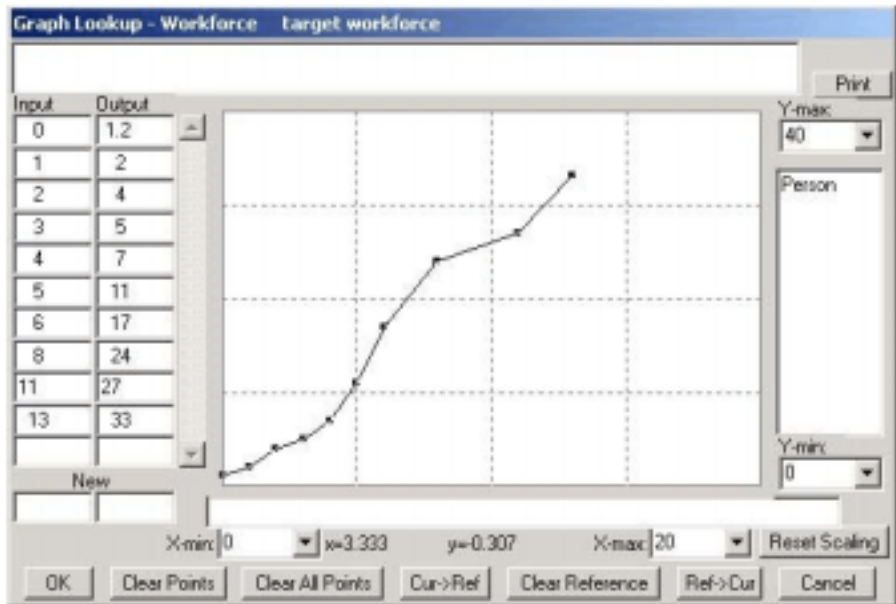 Graph Lookup - Workforce target workforce
Print
Input Output
0 1.2
1 2
2 4
3 5
4 7
5 11
6 17
8 24
11 27
13 33
New
Y-max:
40
Person
Y-min:
0
X-min: 0 x=3.333 y=-0.307 X-max: 20 Reset Scaling
OK Clear Points Clear All Points Cur->Ref Clear Reference Ref->Cur Cancel